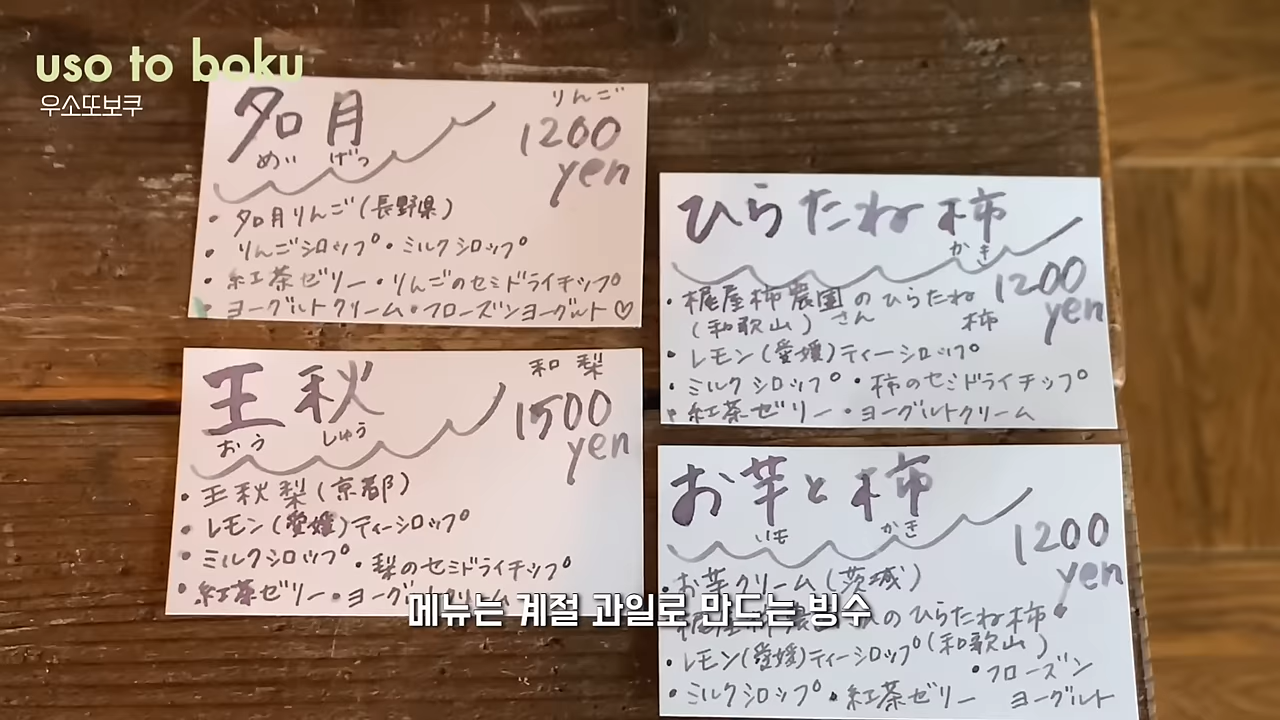 uso to boku
우소또보쿠
名月
めい げつ
りんご
1200
yen
・名月りんご(長野県)
・りんごシロップ・ミルクシロップ
・紅茶ゼリー・りんごのセミドライチップ
・ヨーグルトクリーム・フローズンヨーグルト♡
ひらたね柿
かき
1200
yen
・梶屋柿農園さんのひらたね柿
(和歌山)
・レモン(愛媛)ティーシロップ
・ミルクシロップ・柿のセミドライチップ
・紅茶ゼリー・ヨーグルトクリーム
王秋
おう しゅう
和梨
1500
yen
・王秋梨(京都)
・レモン(愛媛)ティーシロップ
・ミルクシロップ・梨のセミドライチップ
・紅茶ゼリー・ヨーグルトクリーム
お芋と柿
いも かき
1200
yen
・お芋クリーム(茨城)
のひらたね柿
(和歌山)
・レモン(愛媛)ティーシロップ
・フローズン
ヨーグルト
・ミルクシロップ・紅茶ゼリー
메뉴는 계절 과일로 만드는 빙수